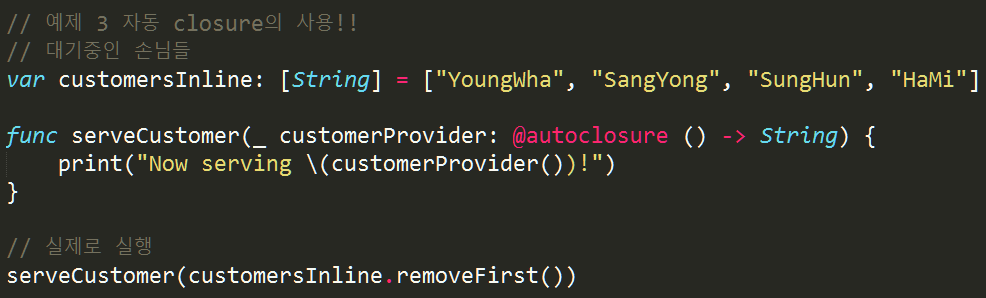 // 예제 3 자동 closure의 사용!!
// 대기중인 손님들
var customersInline: [String] = ["YoungWha", "SangYong", "SungHun", "HaMi"]
func serveCustomer(_ customerProvider: @autoclosure () -> String) {
    print("Now serving \(customerProvider())!")
}
// 실제로 실행
serveCustomer(customersInline.removeFirst())